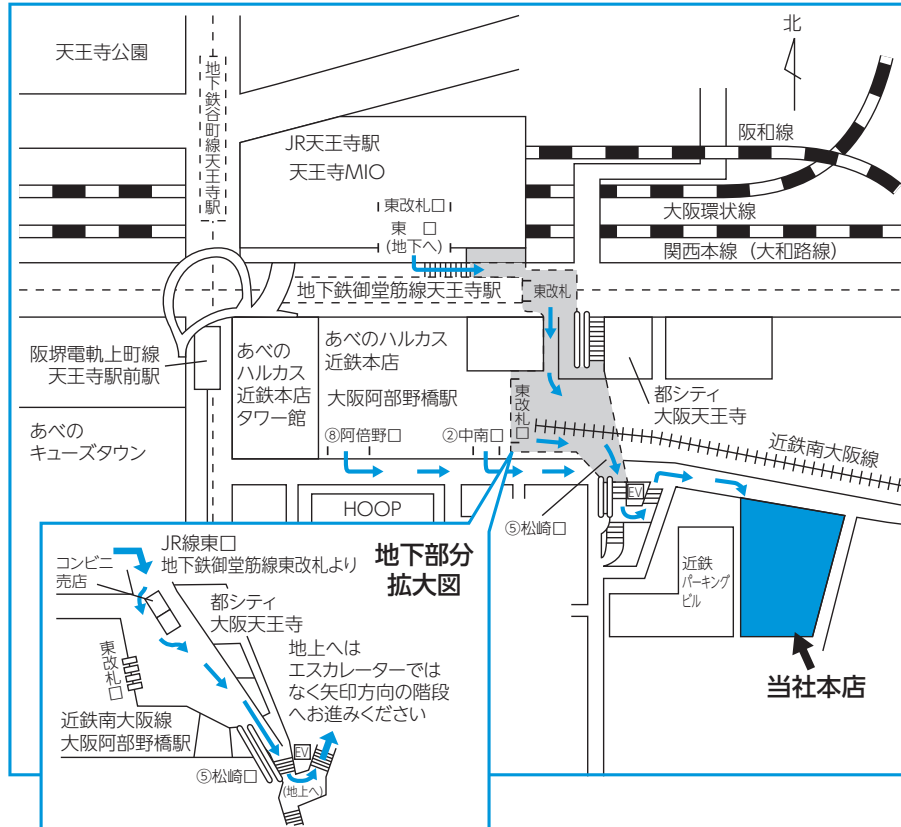 北
天王寺公園
地下鉄谷町線天王寺駅
阪和線
JR天王寺駅
天王寺MIO
大阪環状線
東改札口
東 口
(地下へ)
関西本線（大和路線）
地下鉄御堂筋線天王寺駅
東改札
阪堺電軌上町線
天王寺駅前駅
あべの
ハルカス
近鉄本店
タワー館
あべのハルカス
近鉄本店
大阪阿部野橋駅
東改札口
都シティ
大阪天王寺
近鉄南大阪線
あべの
キューズタウン
⑧阿倍野口
②中南口
EV
⑤松崎口
HOOP
近鉄
パーキング
ビル
当社本店
地下部分
拡大図
JR線東口
地下鉄御堂筋線東改札より
コンビニ
売店
都シティ
大阪天王寺
東改札口
地上へは
エスカレーターでは
なく矢印方向の階段
へお進みください
近鉄南大阪線
大阪阿部野橋駅
EV
⑤松崎口
(地上へ)